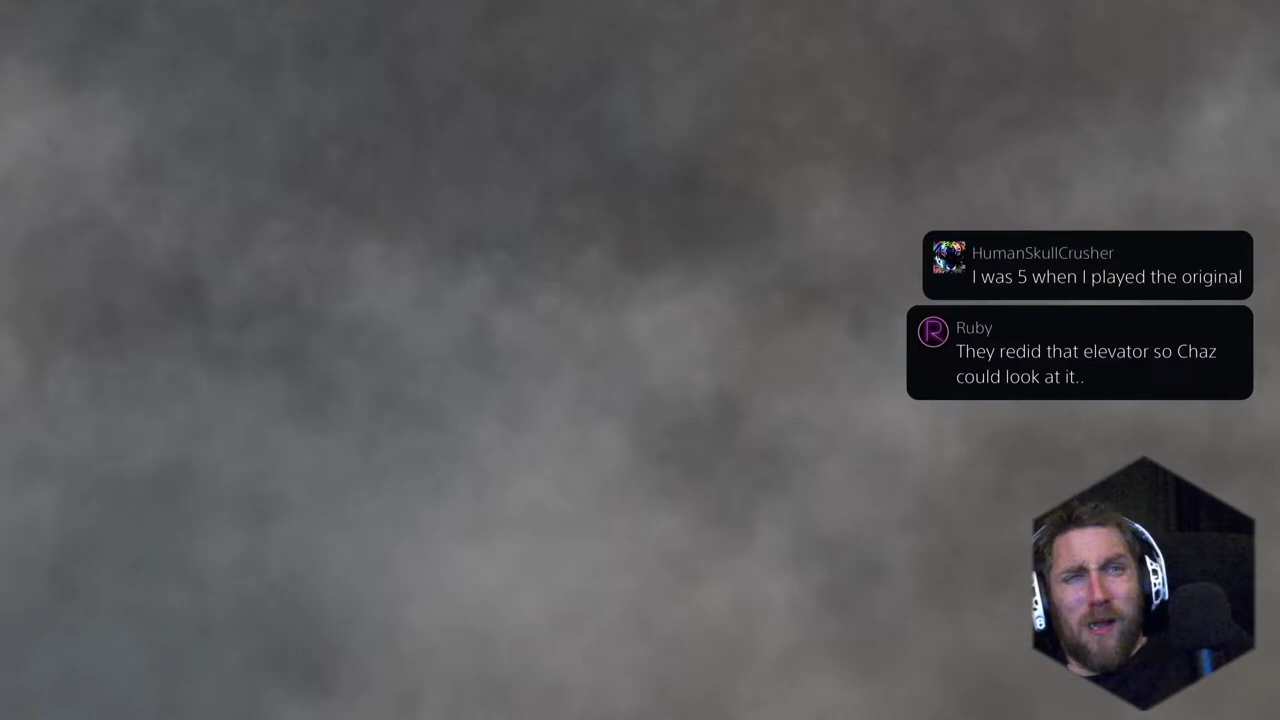 HumanSkullCrusher
I was 5 when I played the original
Ruby
They redid that elevator so Chaz
could look at it..